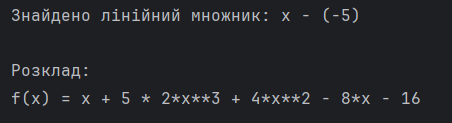 Знайдено лінійний множник: x - (-5)
Розклад:
f(x) = x + 5 * 2*x**3 + 4*x**2 - 8*x - 16